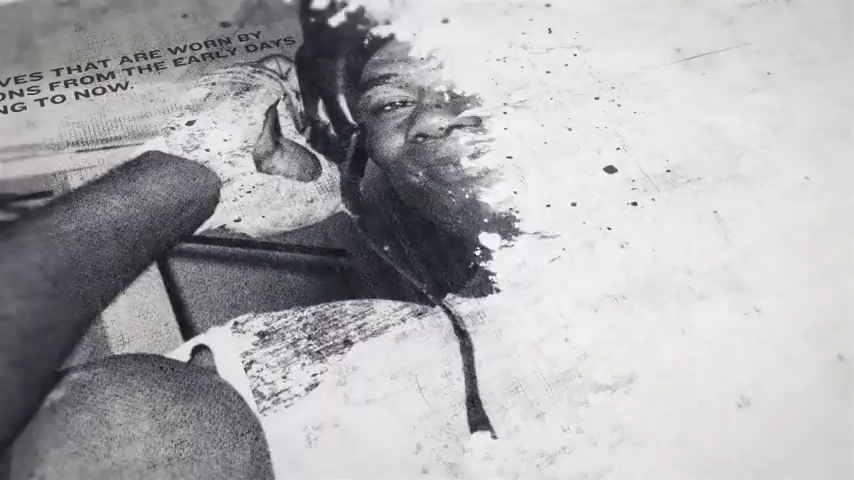 VES THAT ARE WORN BY
ONS FROM THE EARLY DAYS
NG TO NOW.